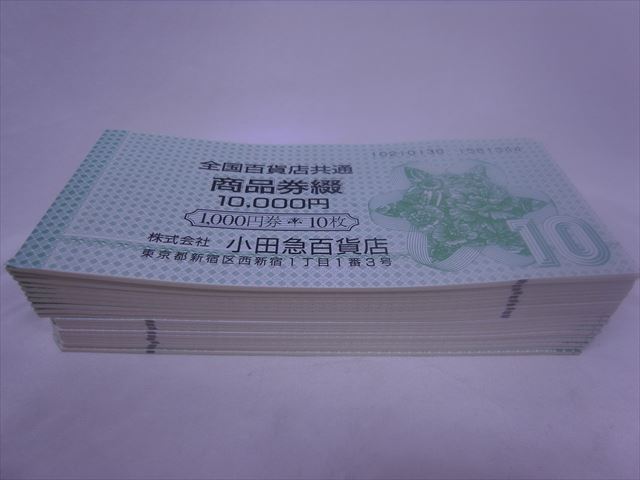 全国百貨店共通
商品券綴
10,000円
1,000円券＊10枚
株式会社 小田急百貨店
東京都新宿区西新宿1丁目1番3号
10